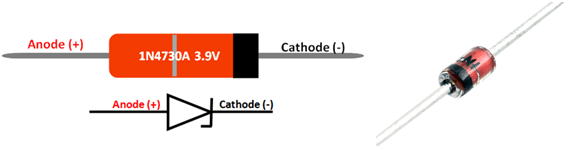 Anode (+)
1N4730A 3.9V
Cathode (-)
Anode (+)
Cathode (-)